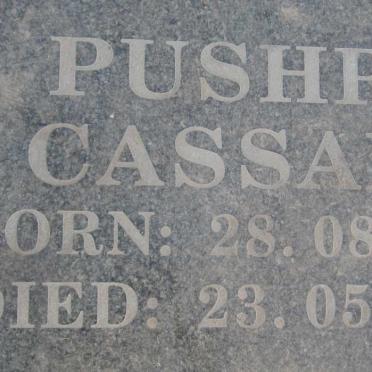 PUSHP
CASSA
ORN: 28. 08
DIED: 23. 05